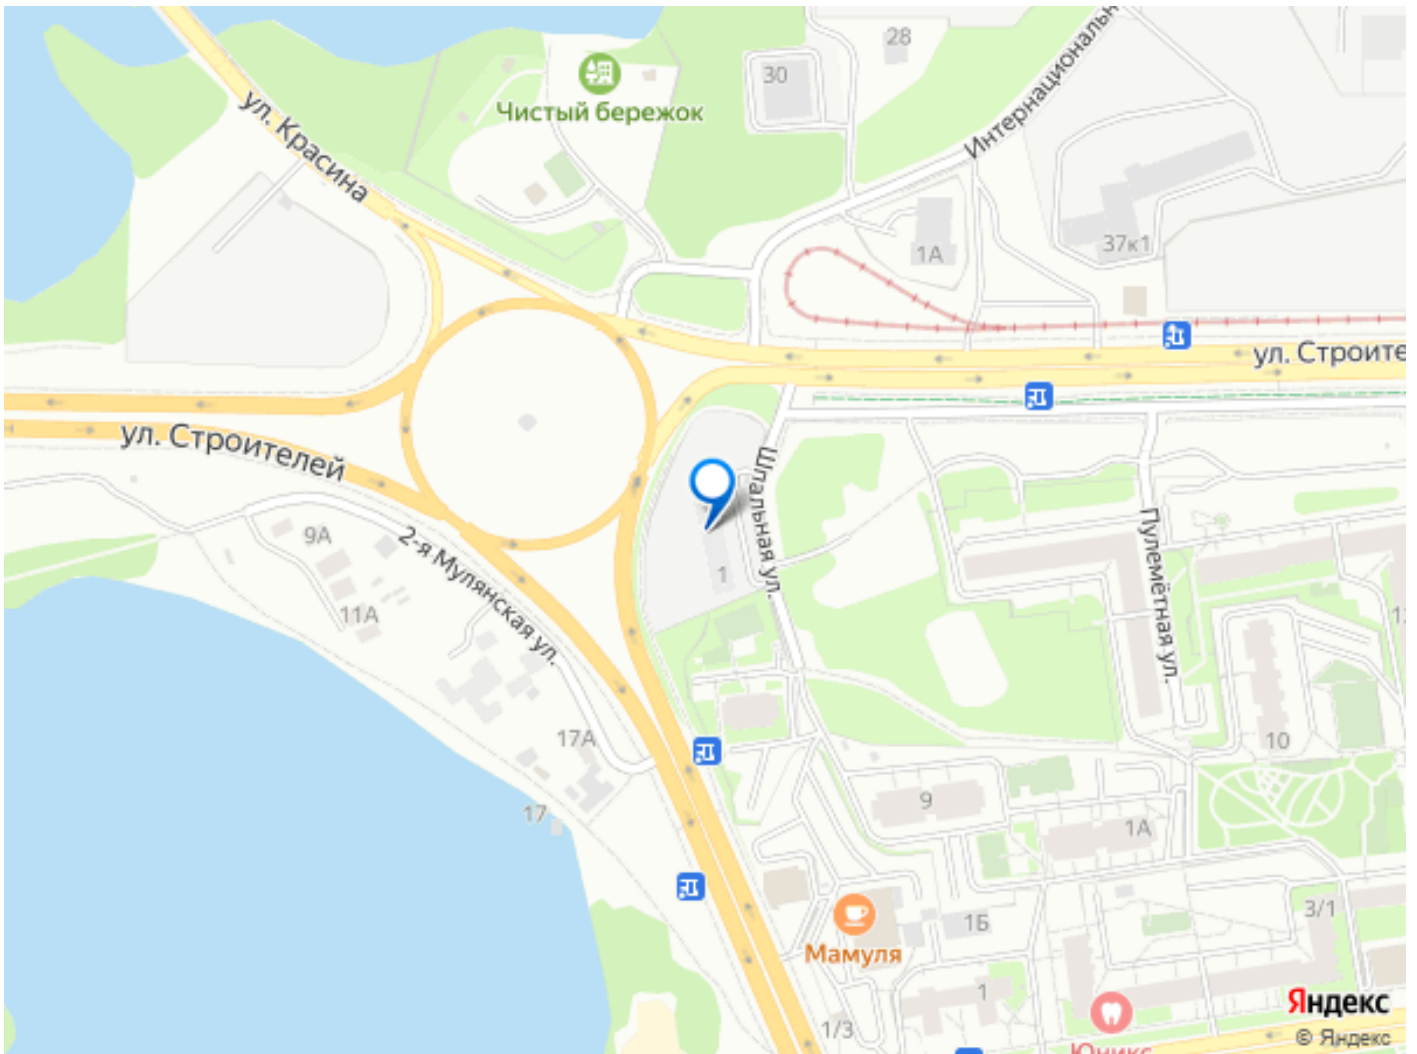 28
30
Интернациональн
Чистый бережок
ул. Красина
37к1
1А
ул. Строите
ул. Строителей
Шпальная ул.
9А
2-я Мулянская ул.
Пулемётная ул.
1
11А
17А
10
17
9
1А
3/1
1Б
Мамуля
1
1/3
Юникс
Яндекс
© Яндекс